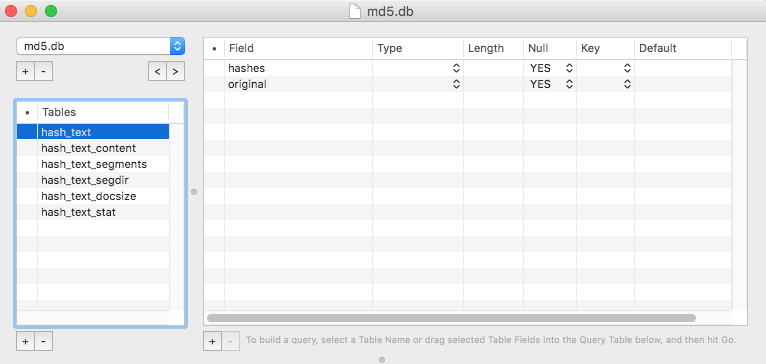 md5.db
md5.db
+ - < >
Tables
hash_text
hash_text_content
hash_text_segments
hash_text_segdir
hash_text_docsize
hash_text_stat
+ -
Field Type Length Null Key Default
hashes YES
original YES
+ - To build a query, select a Table Name or drag selected Table Fields into the Query Table below, and then hit Go.